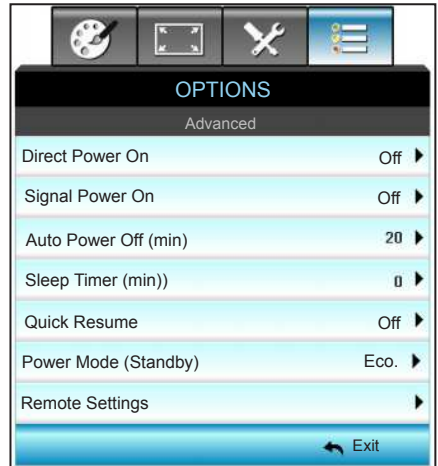 OPTIONS
Advanced
Direct Power On Off
Signal Power On Off
Auto Power Off (min) 20
Sleep Timer (min)) 0
Quick Resume Off
Power Mode (Standby) Eco.
Remote Settings
Exit